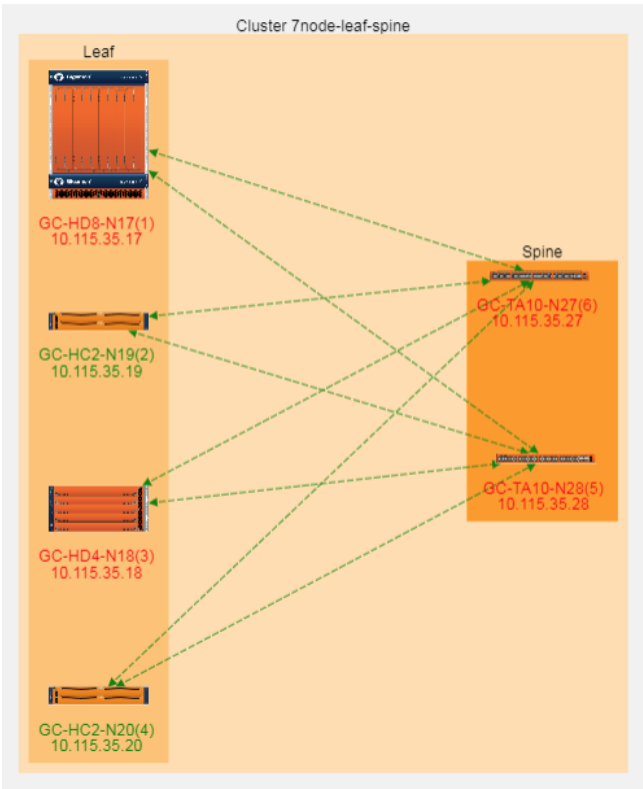 Cluster 7node-leaf-spine
Leaf
GC-HD8-N17(1)
10.115.35.17
GC-HC2-N19(2)
10.115.35.19
GC-HD4-N18(3)
10.115.35.18
GC-HC2-N20(4)
10.115.35.20
Spine
GC-TA10-N27(6)
10.115.35.27
GC-TA10-N28(5)
10.115.35.28